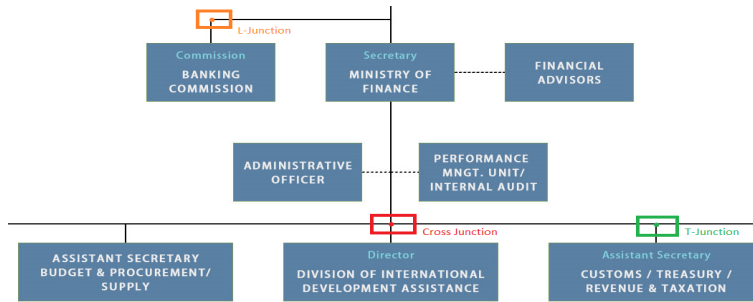 L-Junction
Commission
BANKING
COMMISSION
Secretary
MINISTRY OF
FINANCE
FINANCIAL
ADVISORS
ADMINISTRATIVE
OFFICER
PERFORMANCE
MNGT. UNIT/
INTERNAL AUDIT
Cross Junction
T-Junction
ASSISTANT SECRETARY
BUDGET & PROCUREMENT/
SUPPLY
Director
DIVISION OF INTERNATIONAL
DEVELOPMENT ASSISTANCE
Assistant Secretary
CUSTOMS / TREASURY /
REVENUE & TAXATION